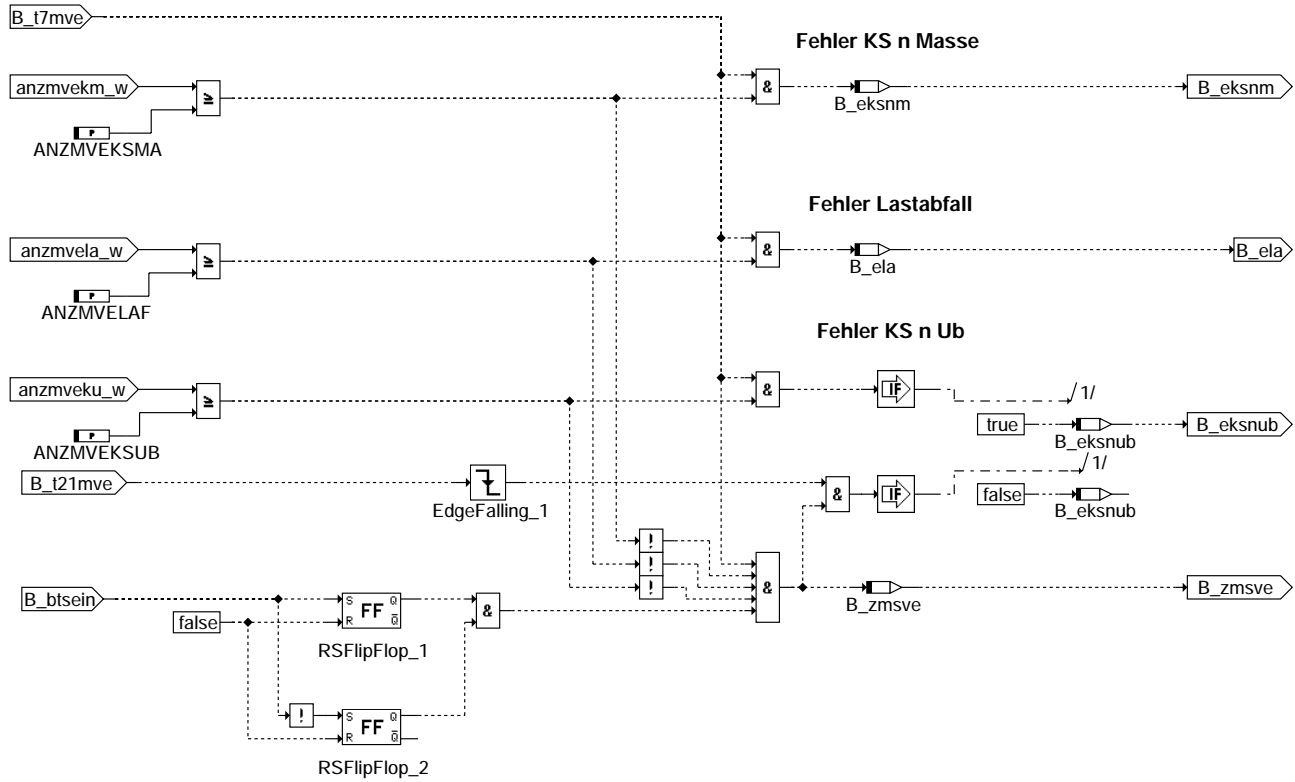 B_t7mve
Fehler KS n Masse
anzmvekm_w
≥
&
B_eksnm
B_eksnm
P
ANZMVEKSMA
Fehler Lastabfall
anzmvela_w
≥
&
B_ela
B_ela
P
ANZMVELAF
Fehler KS n Ub
anzmveku_w
≥
&
IF
/1/
true
B_eksnub
B_eksnub
P
ANZMVEKSUB
B_t21mve
EdgeFalling_1
&
IF
/1/
false
B_eksnub
!
!
!
&
B_zmsve
B_zmsve
B_btsein
false
S Q
FF
R Q̅
RSFlipFlop_1
&
!
S Q
FF
R Q̅
RSFlipFlop_2